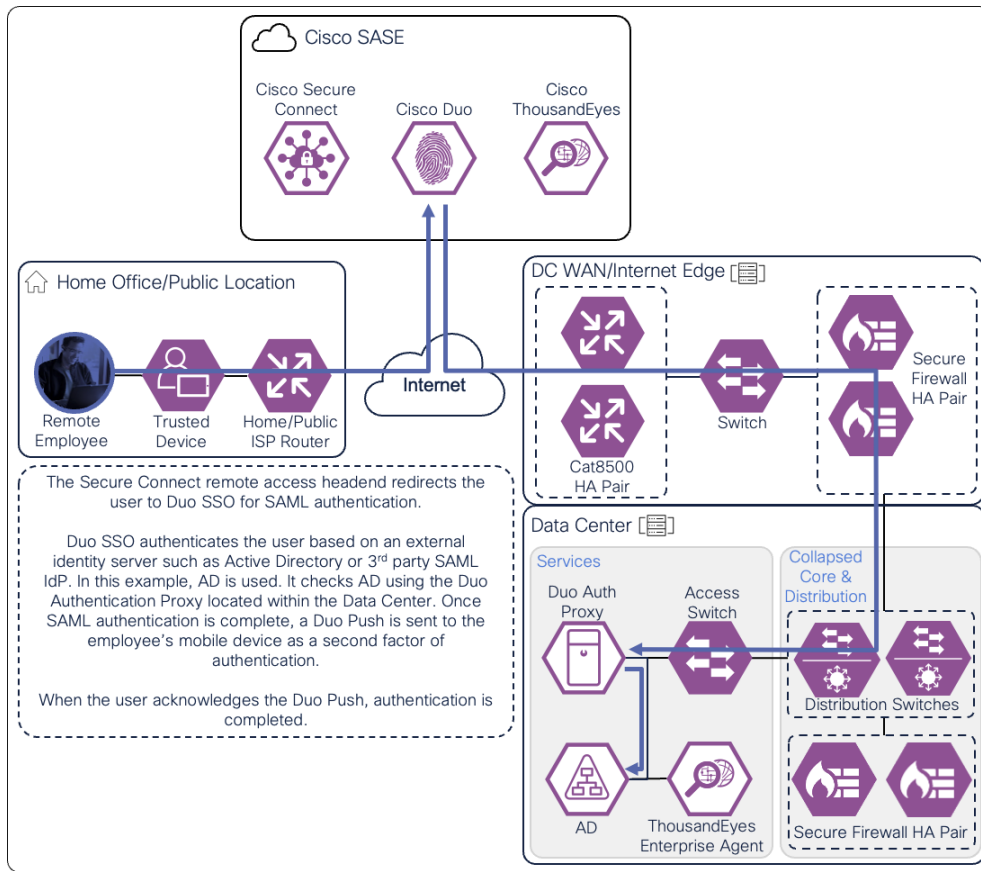 Cisco SASE
Cisco Secure
Connect
Cisco Duo
Cisco
ThousandEyes
Home Office/Public Location
Remote
Employee
Trusted
Device
Home/Public
ISP Router
Internet
DC WAN/Internet Edge
Cat8500
HA Pair
Switch
Secure
Firewall
HA Pair
The Secure Connect remote access headend redirects the
user to Duo SSO for SAML authentication.
Duo SSO authenticates the user based on an external
identity server such as Active Directory or 3rd party SAML
IdP. In this example, AD is used. It checks AD using the Duo
Authentication Proxy located within the Data Center. Once
SAML authentication is complete, a Duo Push is sent to the
employee's mobile device as a second factor of
authentication.
When the user acknowledges the Duo Push, authentication is
completed.
Data Center
Services
Duo Auth
Proxy
Access
Switch
AD
ThousandEyes
Enterprise Agent
Collapsed
Core &
Distribution
Distribution Switches
Secure Firewall HA Pair